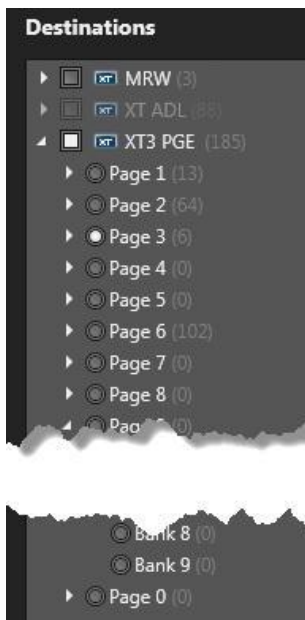 Destinations
XT MRW (3)
XT XT ADL (88)
XT XT3 PGE (185)
Page 1 (13)
Page 2 (64)
Page 3 (6)
Page 4 (0)
Page 5 (0)
Page 6 (102)
Page 7 (0)
Page 8 (0)
Bank 8 (0)
Bank 9 (0)
Page 0 (0)